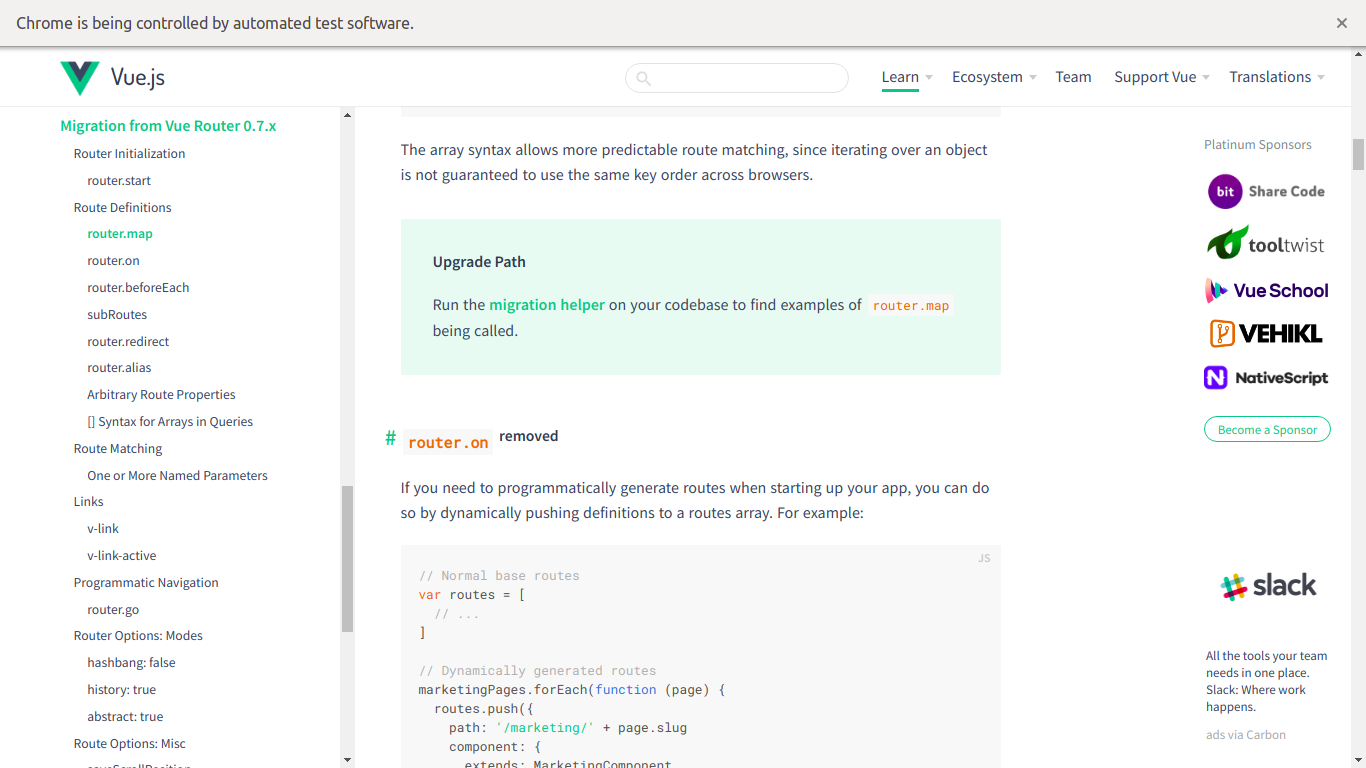 Chrome is being controlled by automated test software.
Vue.js
Learn
Ecosystem
Team
Support Vue
Translations
Migration from Vue Router 0.7.x
Router Initialization
router.start
Route Definitions
router.map
router.on
router.beforeEach
subRoutes
router.redirect
router.alias
Arbitrary Route Properties
[] Syntax for Arrays in Queries
Route Matching
One or More Named Parameters
Links
v-link
v-link-active
Programmatic Navigation
router.go
Router Options: Modes
hashbang: false
history: true
abstract: true
Route Options: Misc
saveScrollPosition
The array syntax allows more predictable route matching, since iterating over an object
is not guaranteed to use the same key order across browsers.
Upgrade Path
Run the migration helper on your codebase to find examples of router.map
being called.
# router.on removed
If you need to programmatically generate routes when starting up your app, you can do
so by dynamically pushing definitions to a routes array. For example:
JS
// Normal base routes
var routes = [
// ...
]
// Dynamically generated routes
marketingPages.forEach(function (page) {
routes.push({
path: '/marketing/' + page.slug
component: {
extends: MarketingComponent
Platinum Sponsors
bit Share Code
tooltwist
Vue School
VEHIKL
NativeScript
Become a Sponsor
slack
All the tools your team
needs in one place.
Slack: Where work
happens.
ads via Carbon